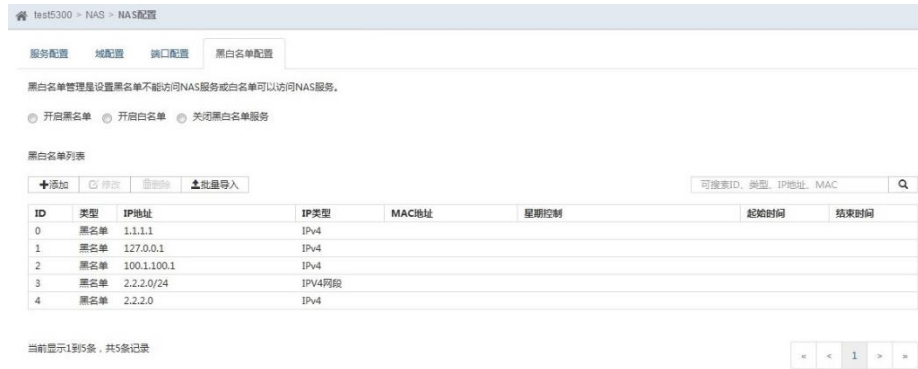 test5300 > NAS > NAS配置
服务配置 域配置 端口配置 黑白名单配置
黑白名单管理是设置黑名单不能访问NAS服务或白名单可以访问NAS服务。
开启黑名单 开启白名单 关闭黑白名单服务
黑白名单列表
添加 修改 删除 批量导入 可搜索ID、类型、IP地址、MAC
ID 类型 IP地址 IP类型 MAC地址 星期控制 起始时间 结束时间
0 黑名单 1.1.1.1 IPv4
1 黑名单 127.0.0.1 IPv4
2 黑名单 100.1.100.1 IPv4
3 黑名单 2.2.2.0/24 IPV4网段
4 黑名单 2.2.2.0 IPv4
当前显示1到5条，共5条记录 « < 1 > »